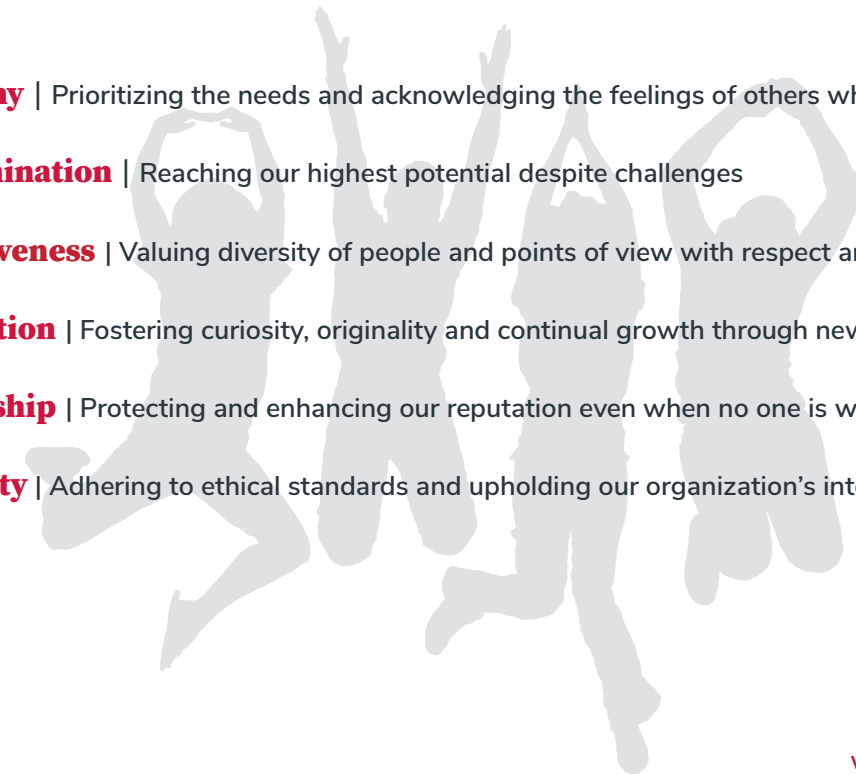 ny | Prioritizing the needs and acknowledging the feelings of others wh
ination | Reaching our highest potential despite challenges
veness | Valuing diversity of people and points of view with respect an
tion | Fostering curiosity, originality and continual growth through new
ship | Protecting and enhancing our reputation even when no one is w
ty | Adhering to ethical standards and upholding our organization’s inte